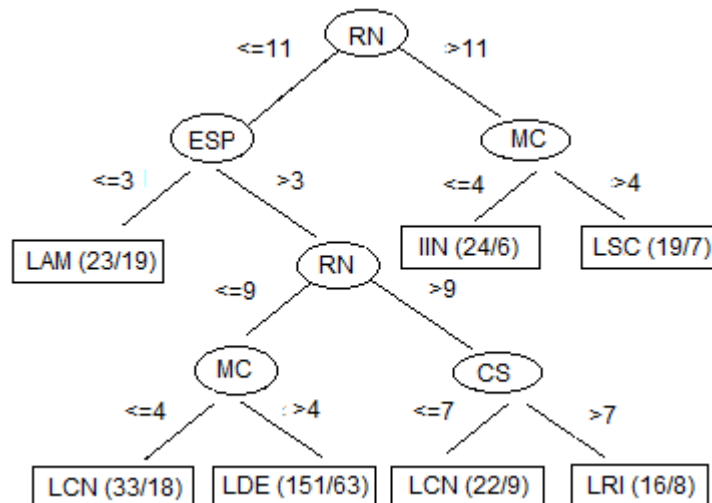 RN
<=11 >11
ESP MC
<=3 >3 <=4 >4
LAM (23/19) RN IIN (24/6) LSC (19/7)
<=9 >9
MC CS
<=4 >4 <=7 >7
LCN (33/18) LDE (151/63) LCN (22/9) LRI (16/8)